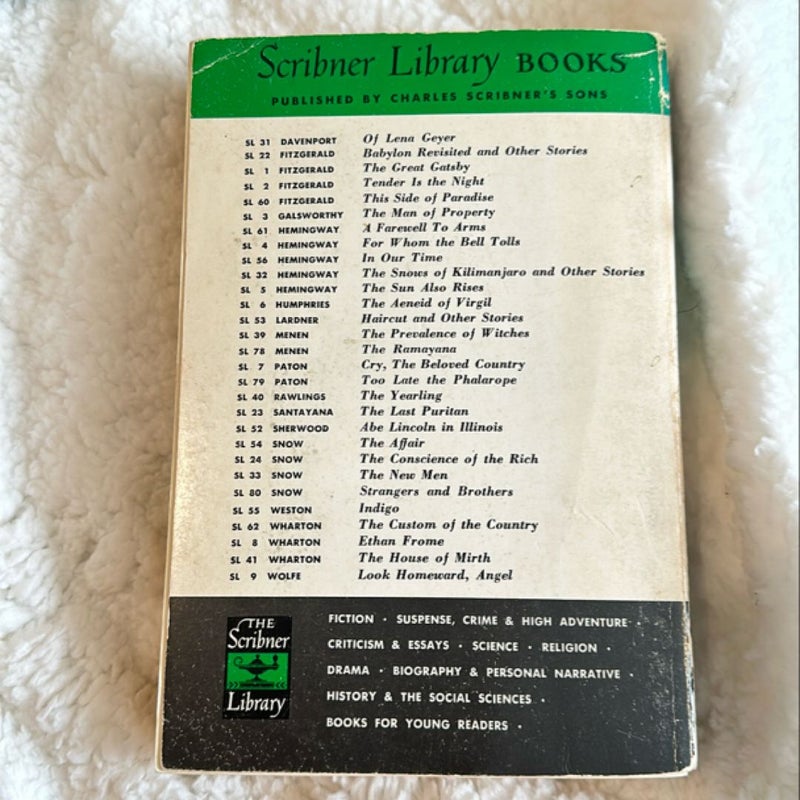 Scribner Library BOOKS
PUBLISHED BY CHARLES SCRIBNER'S SONS
SL 31 DAVENPORT Of Lena Geyer
SL 22 FITZGERALD Babylon Revisited and Other Stories
SL 1 FITZGERALD The Great Gatsby
SL 2 FITZGERALD Tender Is the Night
SL 60 FITZGERALD This Side of Paradise
SL 3 GALSWORTHY The Man of Property
SL 61 HEMINGWAY A Farewell To Arms
SL 4 HEMINGWAY For Whom the Bell Tolls
SL 56 HEMINGWAY In Our Time
SL 32 HEMINGWAY The Snows of Kilimanjaro and Other Stories
SL 5 HEMINGWAY The Sun Also Rises
SL 6 HUMPHRIES The Aeneid of Virgil
SL 53 LARDNER Haircut and Other Stories
SL 39 MENEN The Prevalence of Witches
SL 78 MENEN The Ramayana
SL 7 PATON Cry, The Beloved Country
SL 79 PATON Too Late the Phalarope
SL 40 RAWLINGS The Yearling
SL 23 SANTAYANA The Last Puritan
SL 52 SHERWOOD Abe Lincoln in Illinois
SL 54 SNOW The Affair
SL 24 SNOW The Conscience of the Rich
SL 33 SNOW The New Men
SL 80 SNOW Strangers and Brothers
SL 55 WESTON Indigo
SL 62 WHARTON The Custom of the Country
SL 8 WHARTON Ethan Frome
SL 41 WHARTON The House of Mirth
SL 9 WOLFE Look Homeward, Angel
THE
Scribner
Library
FICTION · SUSPENSE, CRIME & HIGH ADVENTURE ·
CRITICISM & ESSAYS · SCIENCE · RELIGION ·
DRAMA · BIOGRAPHY & PERSONAL NARRATIVE ·
HISTORY & THE SOCIAL SCIENCES ·
BOOKS FOR YOUNG READERS ·